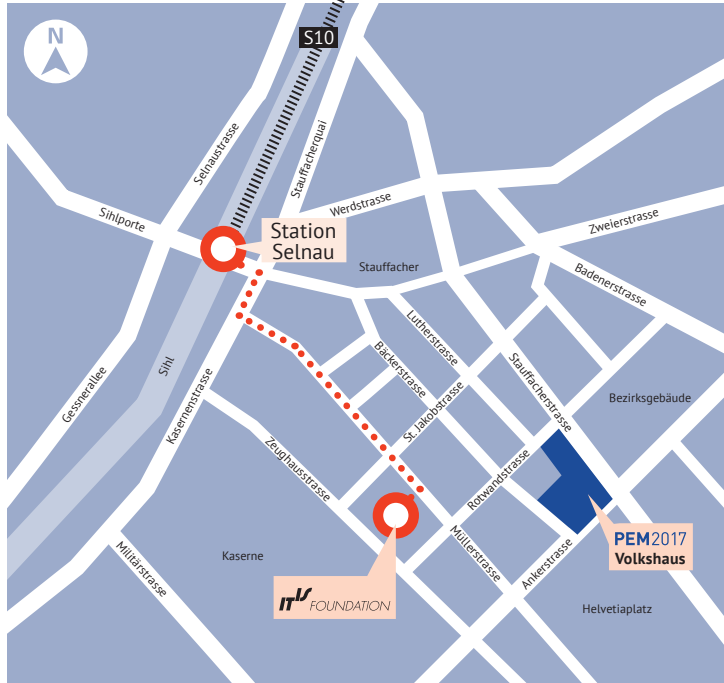 N
S10
Selnaustrasse
Stauffacherquai
Sihlporte
Werdstrasse
Zweierstrasse
Station
Selnau
Stauffacher
Badenerstrasse
Lutherstrasse
Bäckerstrasse
Stauffacherstrasse
Sihl
Gessnerallee
Kasernenstrasse
St. Jakobstrasse
Bezirksgebäude
Zeughausstrasse
Rotwandstrasse
PEM2017
Volkshaus
Müllerstrasse
Ankerstrasse
Kaserne
Militärstrasse
IT'IS FOUNDATION
Helvetiaplatz